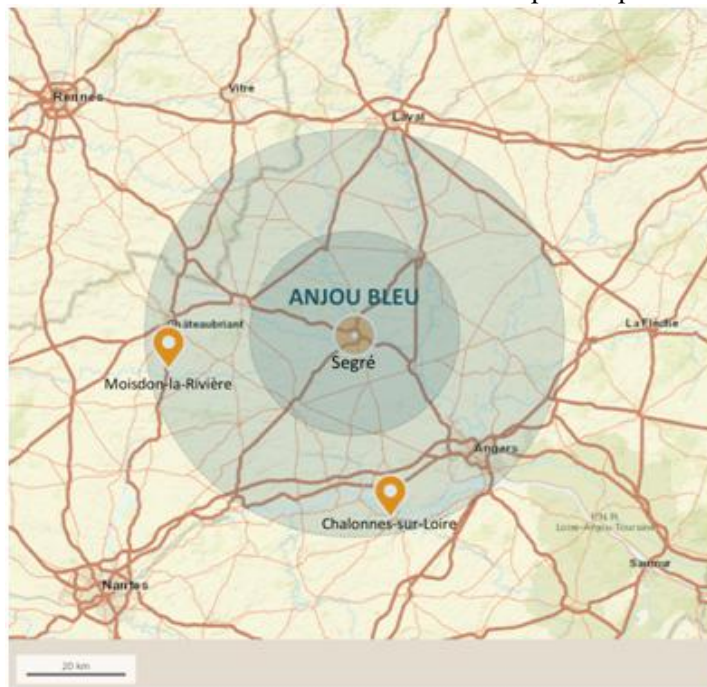 Rennes
Vitré
Laval
ANJOU BLEU
Châteaubriant
La Flèche
Segré
Moisdon-la-Rivière
Angers
Chalonnes-sur-Loire
P.N.R.
Loire-Anjou-Touraine
Saumur
Nantes
20 km